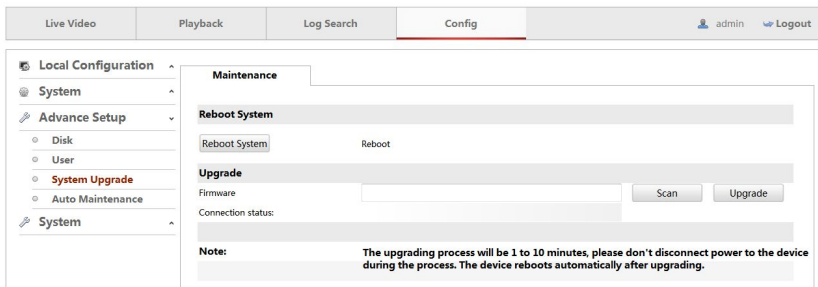 Live Video Playback Log Search Config admin Logout
Local Configuration
System
Advance Setup
Disk
User
System Upgrade
Auto Maintenance
System
Maintenance
Reboot System
Reboot System Reboot
Upgrade
Firmware Scan Upgrade
Connection status:
Note: The upgrading process will be 1 to 10 minutes, please don't disconnect power to the device
during the process. The device reboots automatically after upgrading.